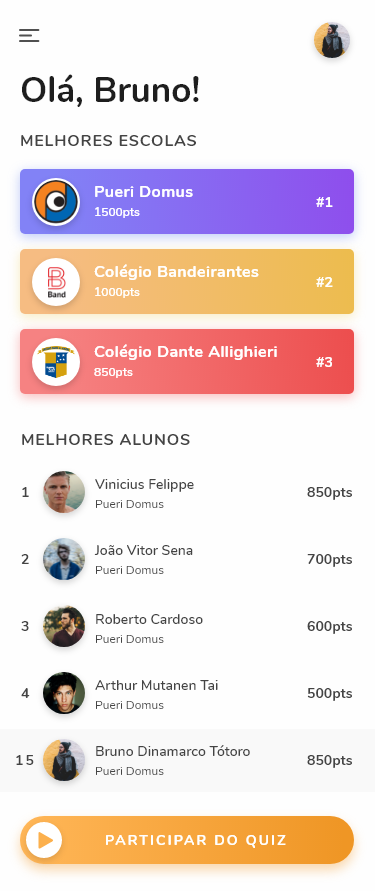 Olá, Bruno!
MELHORES ESCOLAS
Pueri Domus
1500pts
#1
Band
Colégio Bandeirantes
1000pts
#2
Colégio Dante Allighieri
850pts
#3
MELHORES ALUNOS
1 Vinicius Felippe 850pts
Pueri Domus
2 João Vitor Sena 700pts
Pueri Domus
3 Roberto Cardoso 600pts
Pueri Domus
4 Arthur Mutanen Tai 500pts
Pueri Domus
15 Bruno Dinamarco Tótoro 850pts
Pueri Domus
PARTICIPAR DO QUIZ